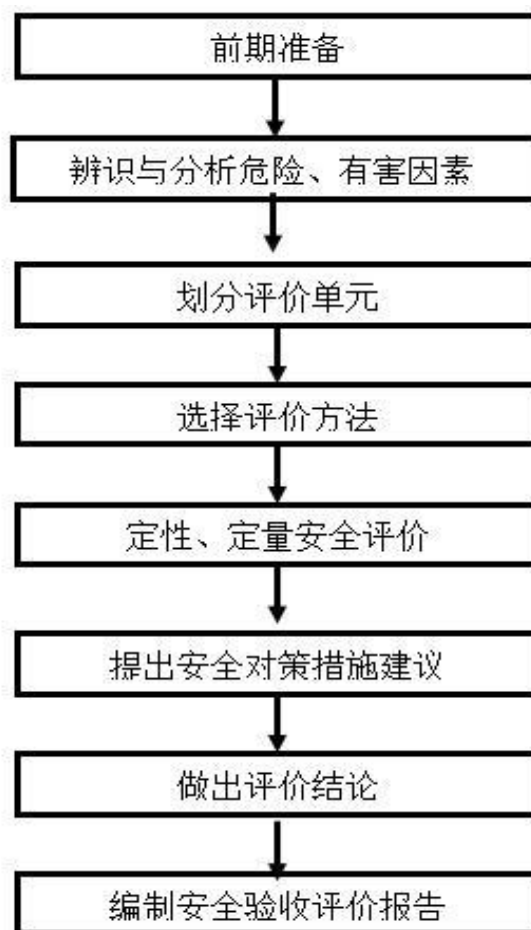 前期准备
辨识与分析危险、有害因素
划分评价单元
选择评价方法
定性、定量安全评价
提出安全对策措施建议
做出评价结论
编制安全验收评价报告